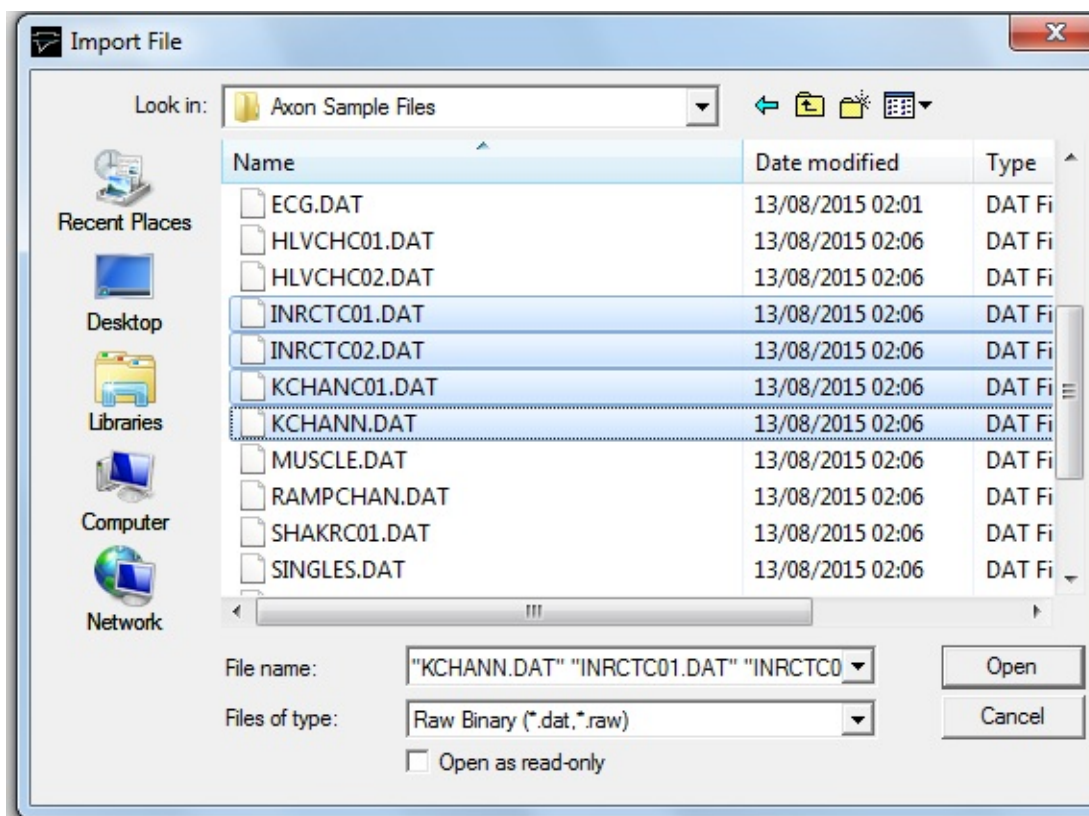 Import File
Look in: Axon Sample Files
Name Date modified Type
ECG.DAT 13/08/2015 02:01 DAT Fi
HLVCHC01.DAT 13/08/2015 02:06 DAT Fi
HLVCHC02.DAT 13/08/2015 02:06 DAT Fi
INRCTC01.DAT 13/08/2015 02:06 DAT Fi
INRCTC02.DAT 13/08/2015 02:06 DAT Fi
KCHANC01.DAT 13/08/2015 02:06 DAT Fi
KCHANN.DAT 13/08/2015 02:06 DAT Fi
MUSCLE.DAT 13/08/2015 02:06 DAT Fi
RAMPCHAN.DAT 13/08/2015 02:06 DAT Fi
SHAKRC01.DAT 13/08/2015 02:06 DAT Fi
SINGLES.DAT 13/08/2015 02:06 DAT Fi
Recent Places
Desktop
Libraries
Computer
Network
File name: "KCHANN.DAT" "INRCTC01.DAT" "INRCTC0 Open
Files of type: Raw Binary (*.dat,*.raw) Cancel
Open as read-only